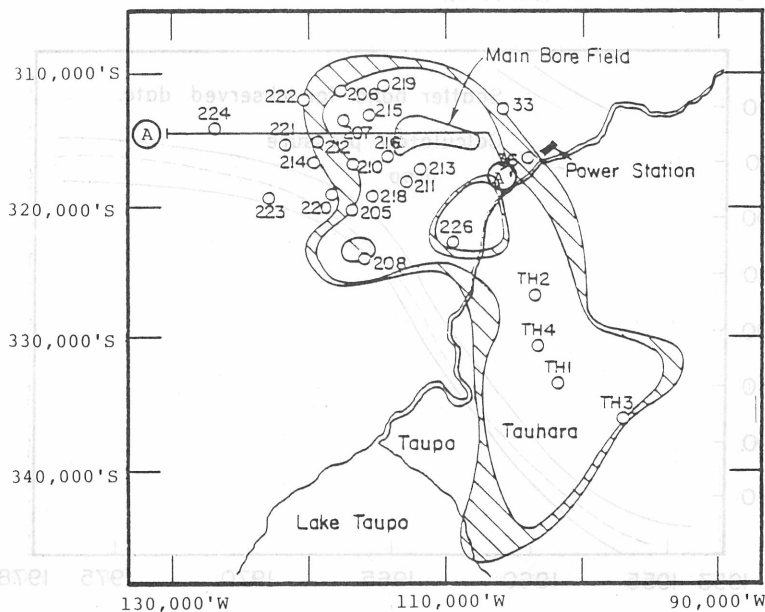 310,000'S
320,000'S
330,000'S
340,000'S
130,000'W
110,000'W
90,000'W
Main Bore Field
Power Station
219
206
222
215
33
224
A
221
212
207
216
214
210
213
211
218
223
220
205
226
208
A
TH2
TH4
TH1
TH3
Taupo
Tauhara
Lake Taupo